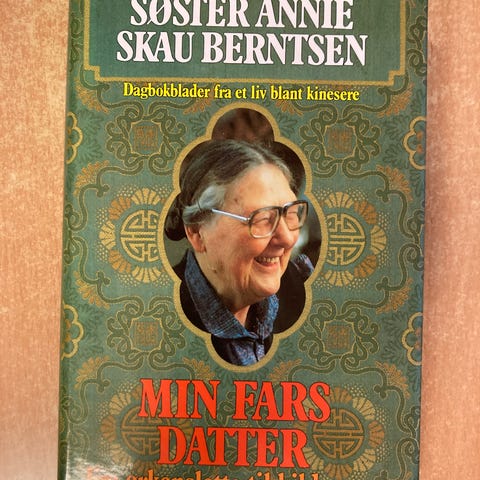 SØSTER ANNIE
SKAU BERNTSEN
Dagbokblader fra et liv blant kinesere
MIN FARS
DATTER